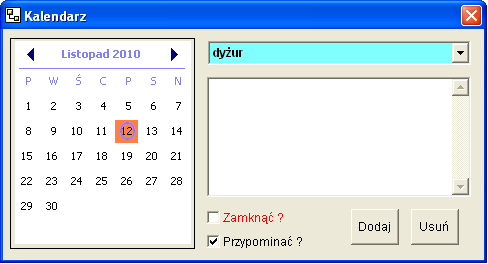 Kalendarz
Listopad 2010
P W Ś C P S N
1 2 3 4 5 6 7
8 9 10 11 12 13 14
15 16 17 18 19 20 21
22 23 24 25 26 27 28
29 30
dyżur
Zamknąć ?
Przypominać ?
Dodaj Usuń